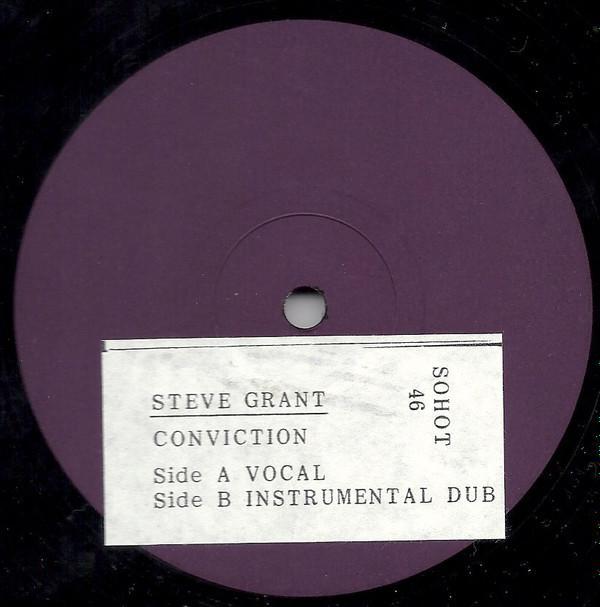 STEVE GRANT
CONVICTION
Side A VOCAL
Side B INSTRUMENTAL DUB
SOHOT
46